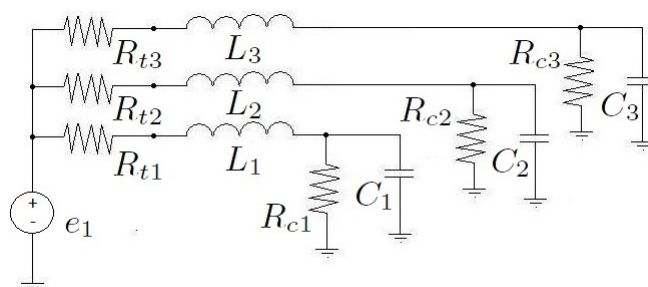 R_{t3} L_3 R_{c3} C_3
R_{t2} L_2 R_{c2} C_2
R_{t1} L_1 R_{c1} C_1
+
-
e_1